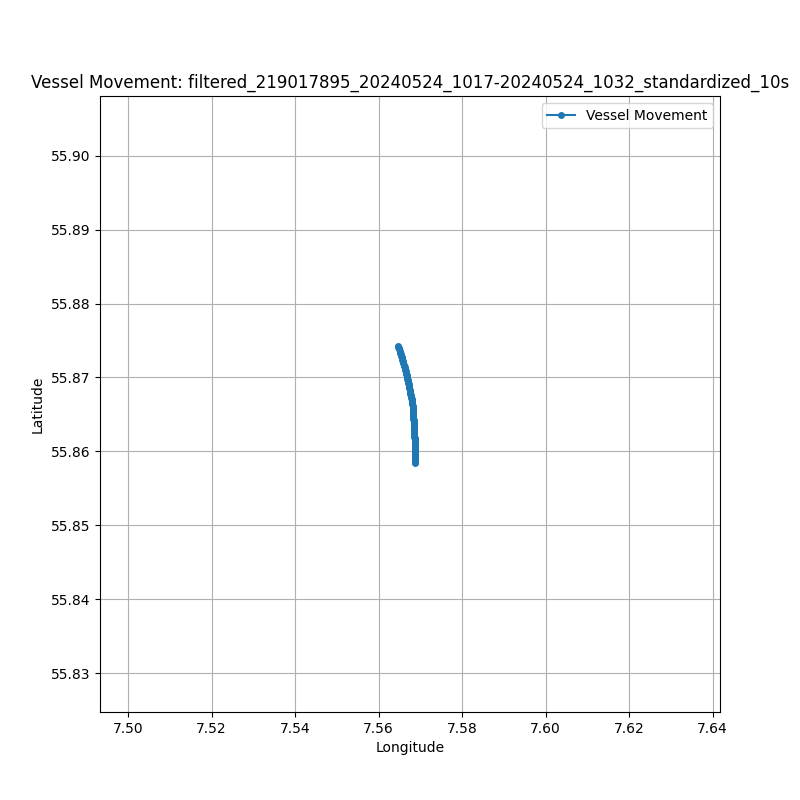 Vessel Movement: filtered_219017895_20240524_1017-20240524_1032_standardized_10s
Vessel Movement
55.90
55.89
55.88
55.87
55.86
55.85
55.84
55.83
Latitude
7.50 7.52 7.54 7.56 7.58 7.60 7.62 7.64
Longitude